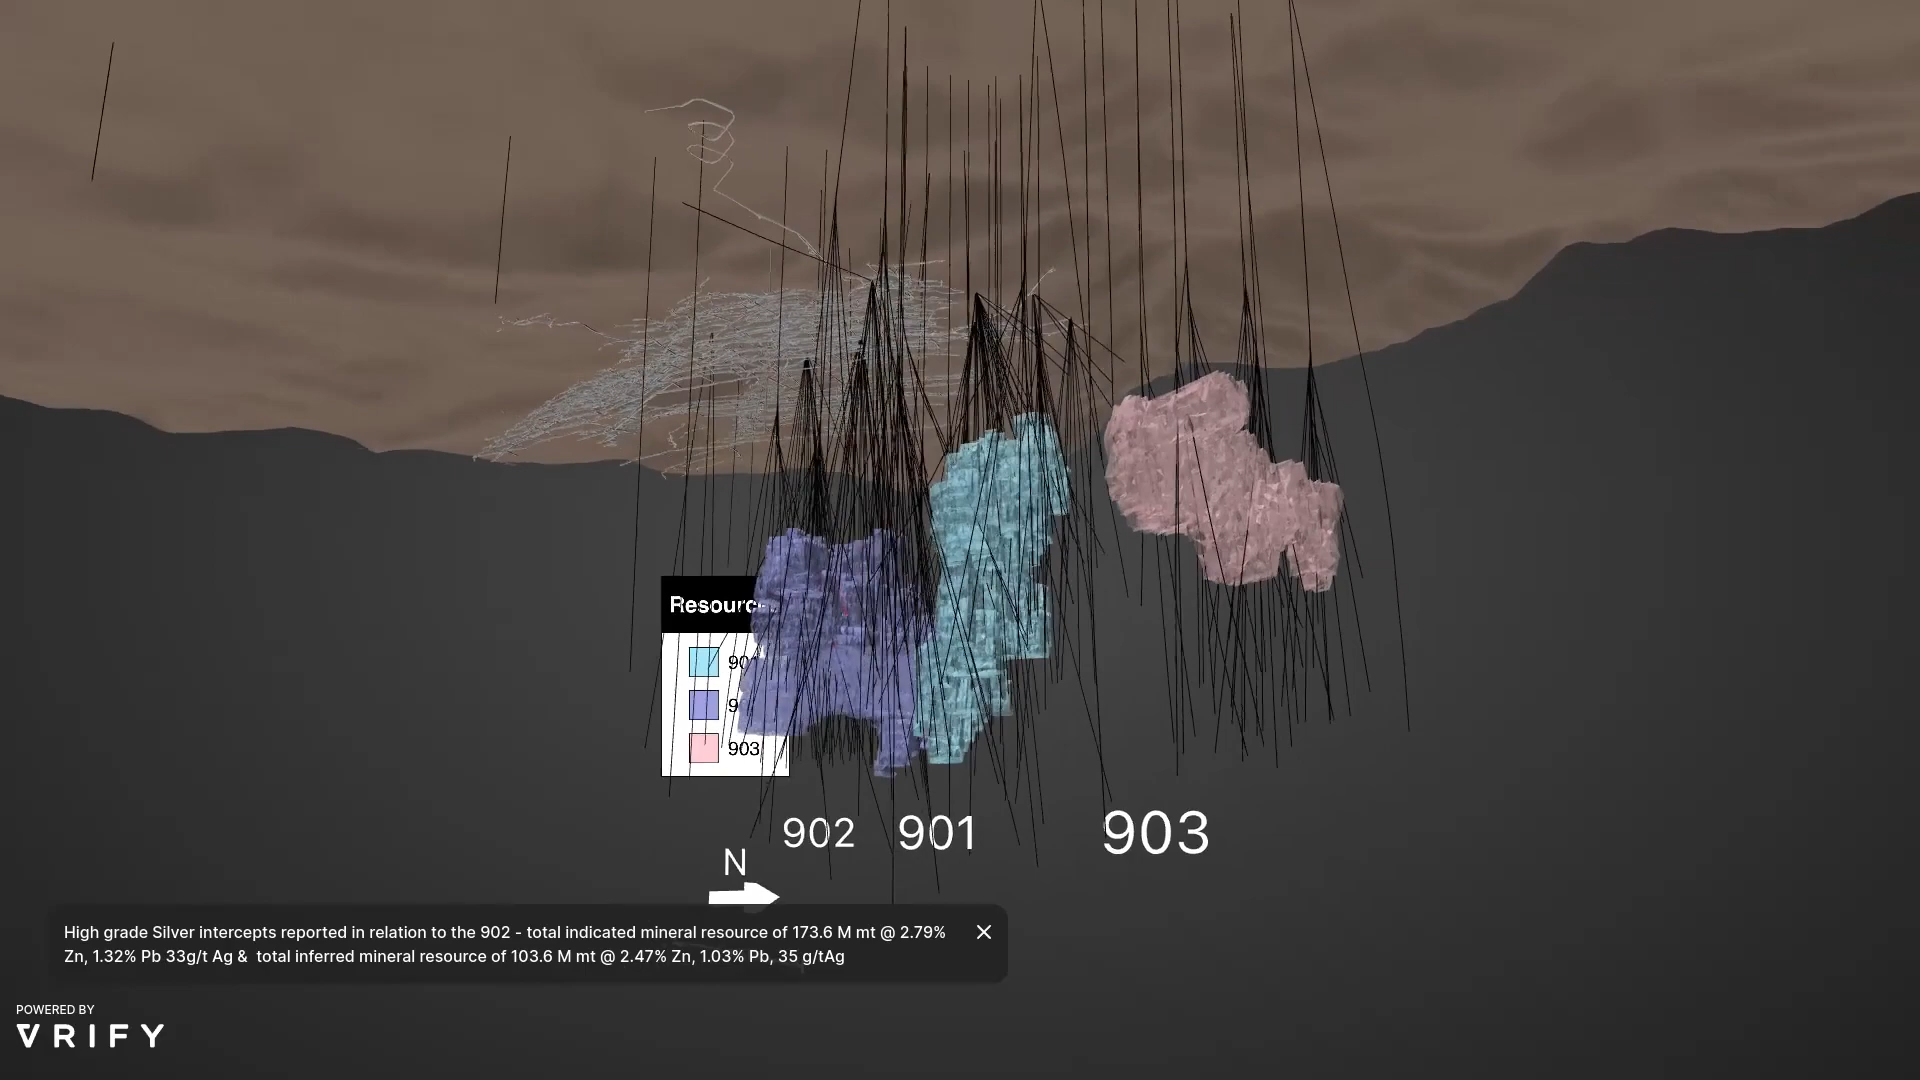 Resource
903
902
901
903
N
High grade Silver intercepts reported in relation to the 902 - total indicated mineral resource of 173.6 M mt @ 2.79%
Zn, 1.32% Pb 33g/t Ag &  total inferred mineral resource of 103.6 M mt @ 2.47% Zn, 1.03% Pb, 35 g/tAg
POWERED BY
VRIFY